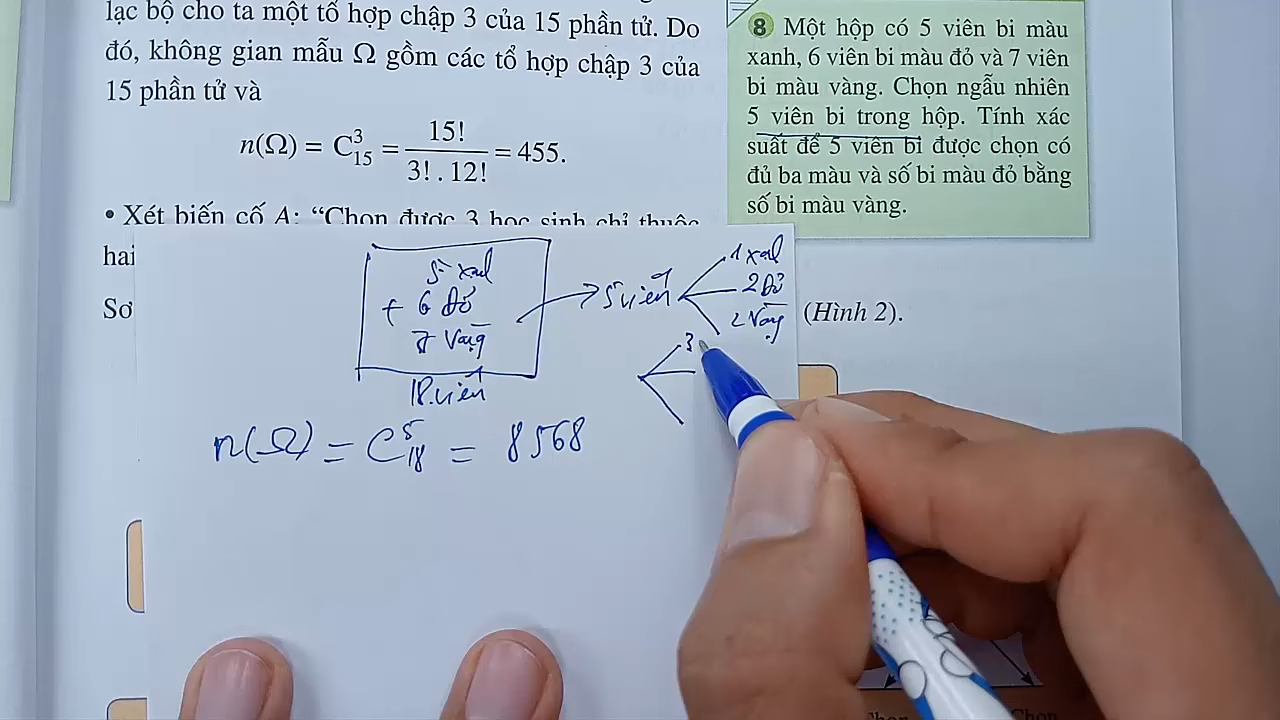 lạc bộ cho ta một tổ hợp chập 3 của 15 phần tử. Do
đó, không gian mẫu Ω gồm các tổ hợp chập 3 của
15 phần tử và
n(Ω) = C₁₅³ = 15!/(3! . 12!) = 455.
• Xét biến cố A: “Chọn được 3 học sinh chỉ thuộc
hai
Sơ
(Hình 2).
8 Một hộp có 5 viên bi màu
xanh, 6 viên bi màu đỏ và 7 viên
bi màu vàng. Chọn ngẫu nhiên
5 viên bi trong hộp. Tính xác
suất để 5 viên bi được chọn có
đủ ba màu và số bi màu đỏ bằng
số bi màu vàng.
5 xah
+ 6 Đỏ
7 Vàng
18 viên
5 viên
1 xah
2 Đỏ
2 Vàng
3
n(Ω) = C₁₈⁵ = 8568